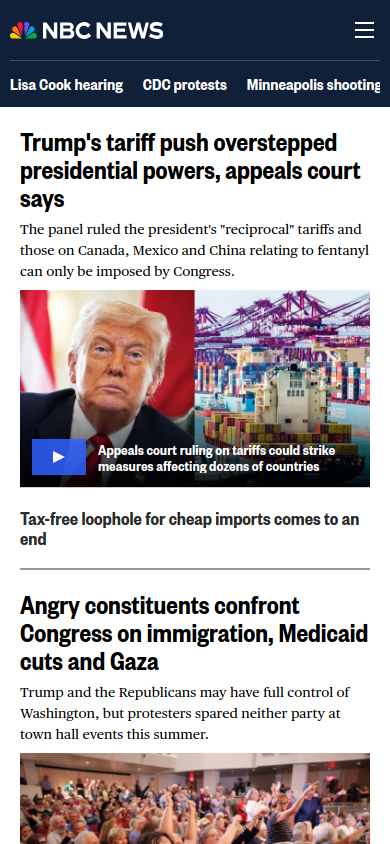 NBC NEWS
Lisa Cook hearing CDC protests Minneapolis shooting
Trump's tariff push overstepped
presidential powers, appeals court
says
The panel ruled the president's "reciprocal" tariffs and
those on Canada, Mexico and China relating to fentanyl
can only be imposed by Congress.
Appeals court ruling on tariffs could strike
measures affecting dozens of countries
Tax-free loophole for cheap imports comes to an
end
Angry constituents confront
Congress on immigration, Medicaid
cuts and Gaza
Trump and the Republicans may have full control of
Washington, but protesters spared neither party at
town hall events this summer.